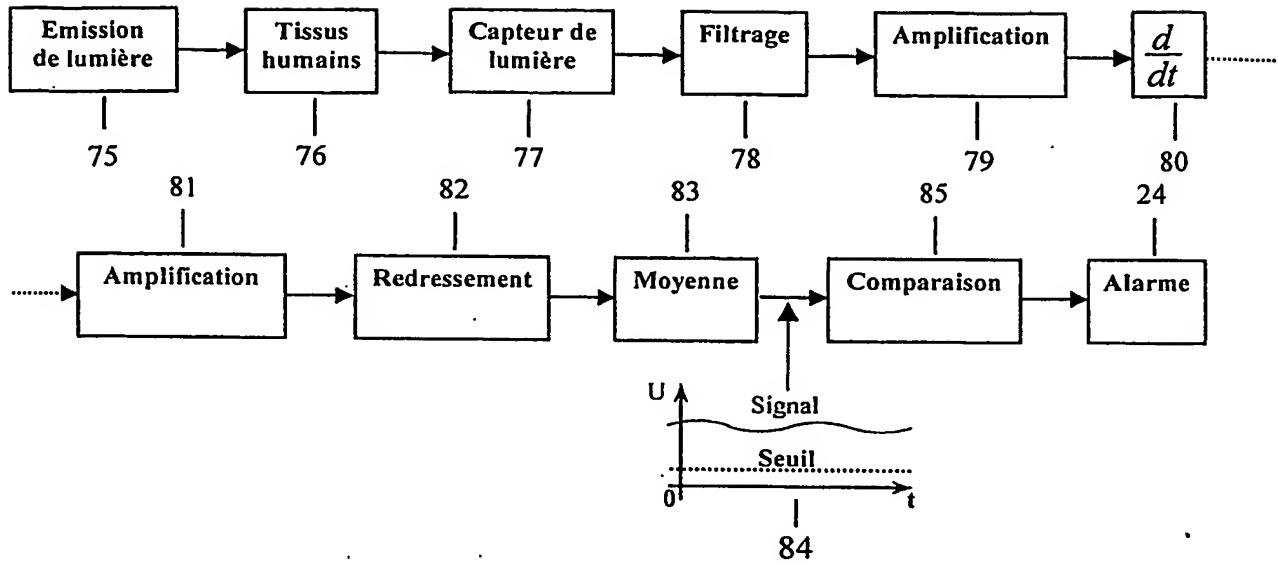 Emission
de lumière
Tissus
humains
Capteur de
lumière
Filtrage
Amplification
d
dt
75
76
77
78
79
80
81
82
83
85
24
Amplification
Redressement
Moyenne
Comparaison
Alarme
U
Signal
Seuil
0
t
84